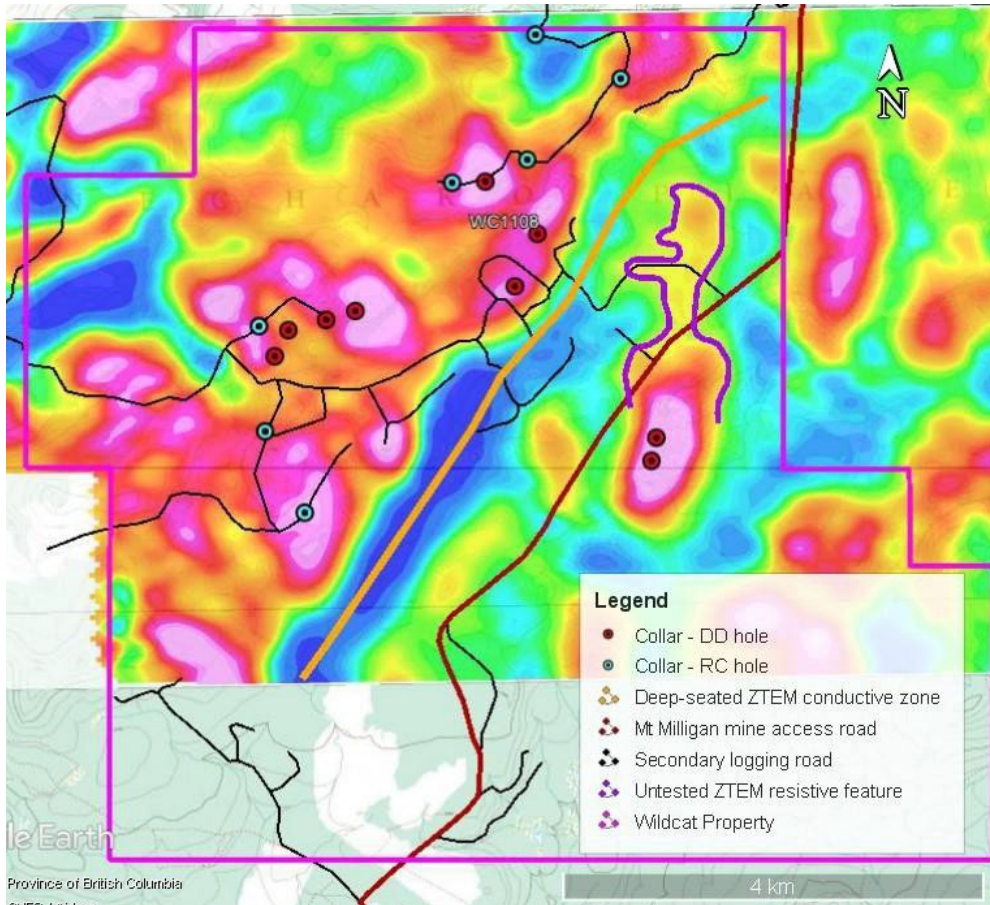 N
N E C H A K O P L A T E
WC1108
Legend
Collar - DD hole
Collar - RC hole
Deep-seated ZTEM conductive zone
Mt Milligan mine access road
Secondary logging road
Untested ZTEM resistive feature
Wildcat Property
le Earth
4 km
Province of British Columbia